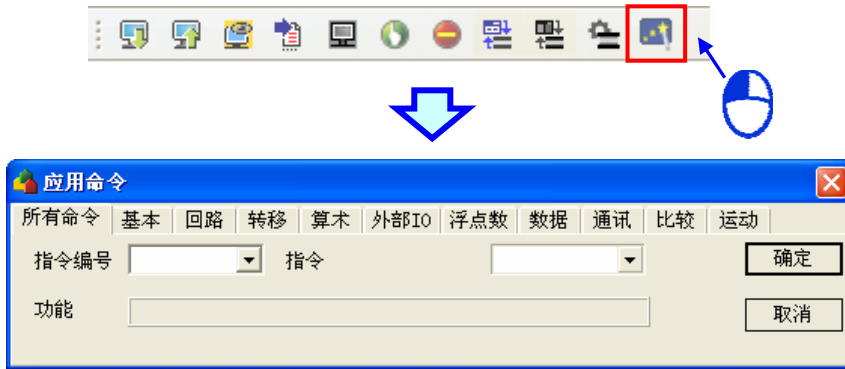 应用命令
所有命令 基本 回路 转移 算术 外部IO 浮点数 数据 通讯 比较 运动
指令编号 指令 确定
功能 取消